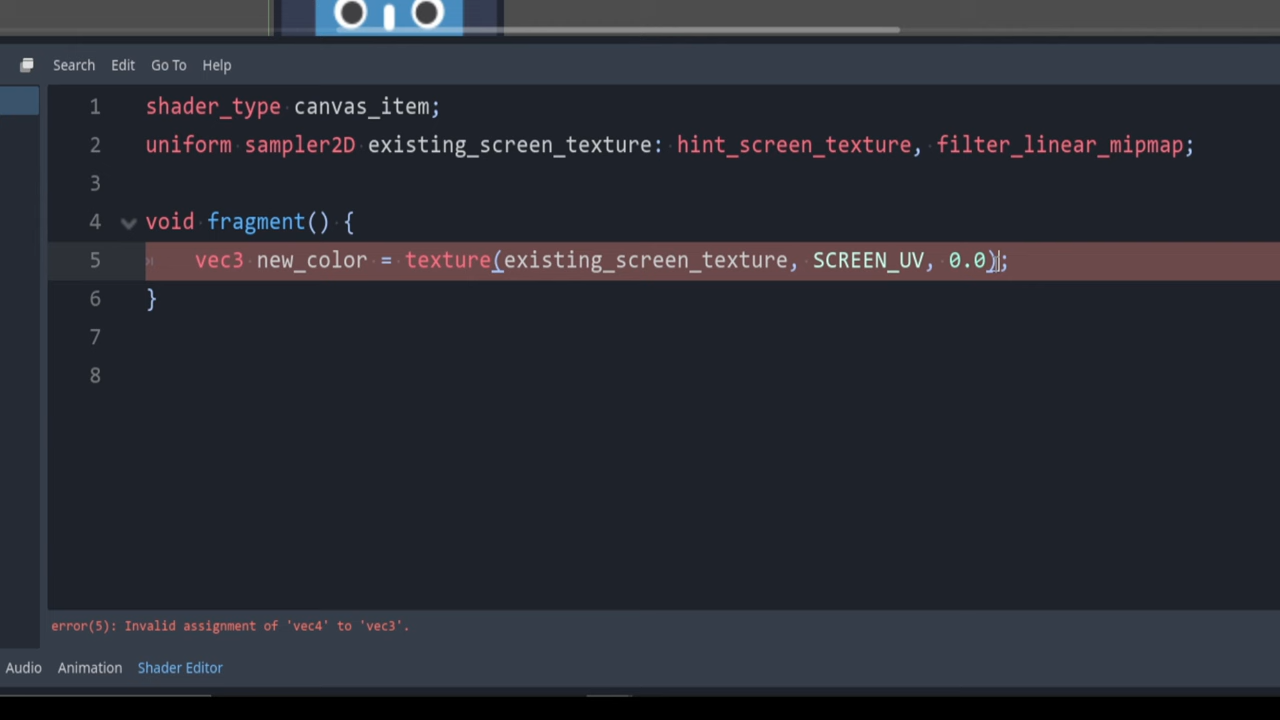 Search Edit Go To Help
1 shader_type canvas_item;
2 uniform sampler2D existing_screen_texture: hint_screen_texture, filter_linear_mipmap;
3
4 void fragment() {
5 vec3 new_color = texture(existing_screen_texture, SCREEN_UV, 0.0);
6 }
7
8
error(5): Invalid assignment of 'vec4' to 'vec3'.
Audio Animation Shader Editor